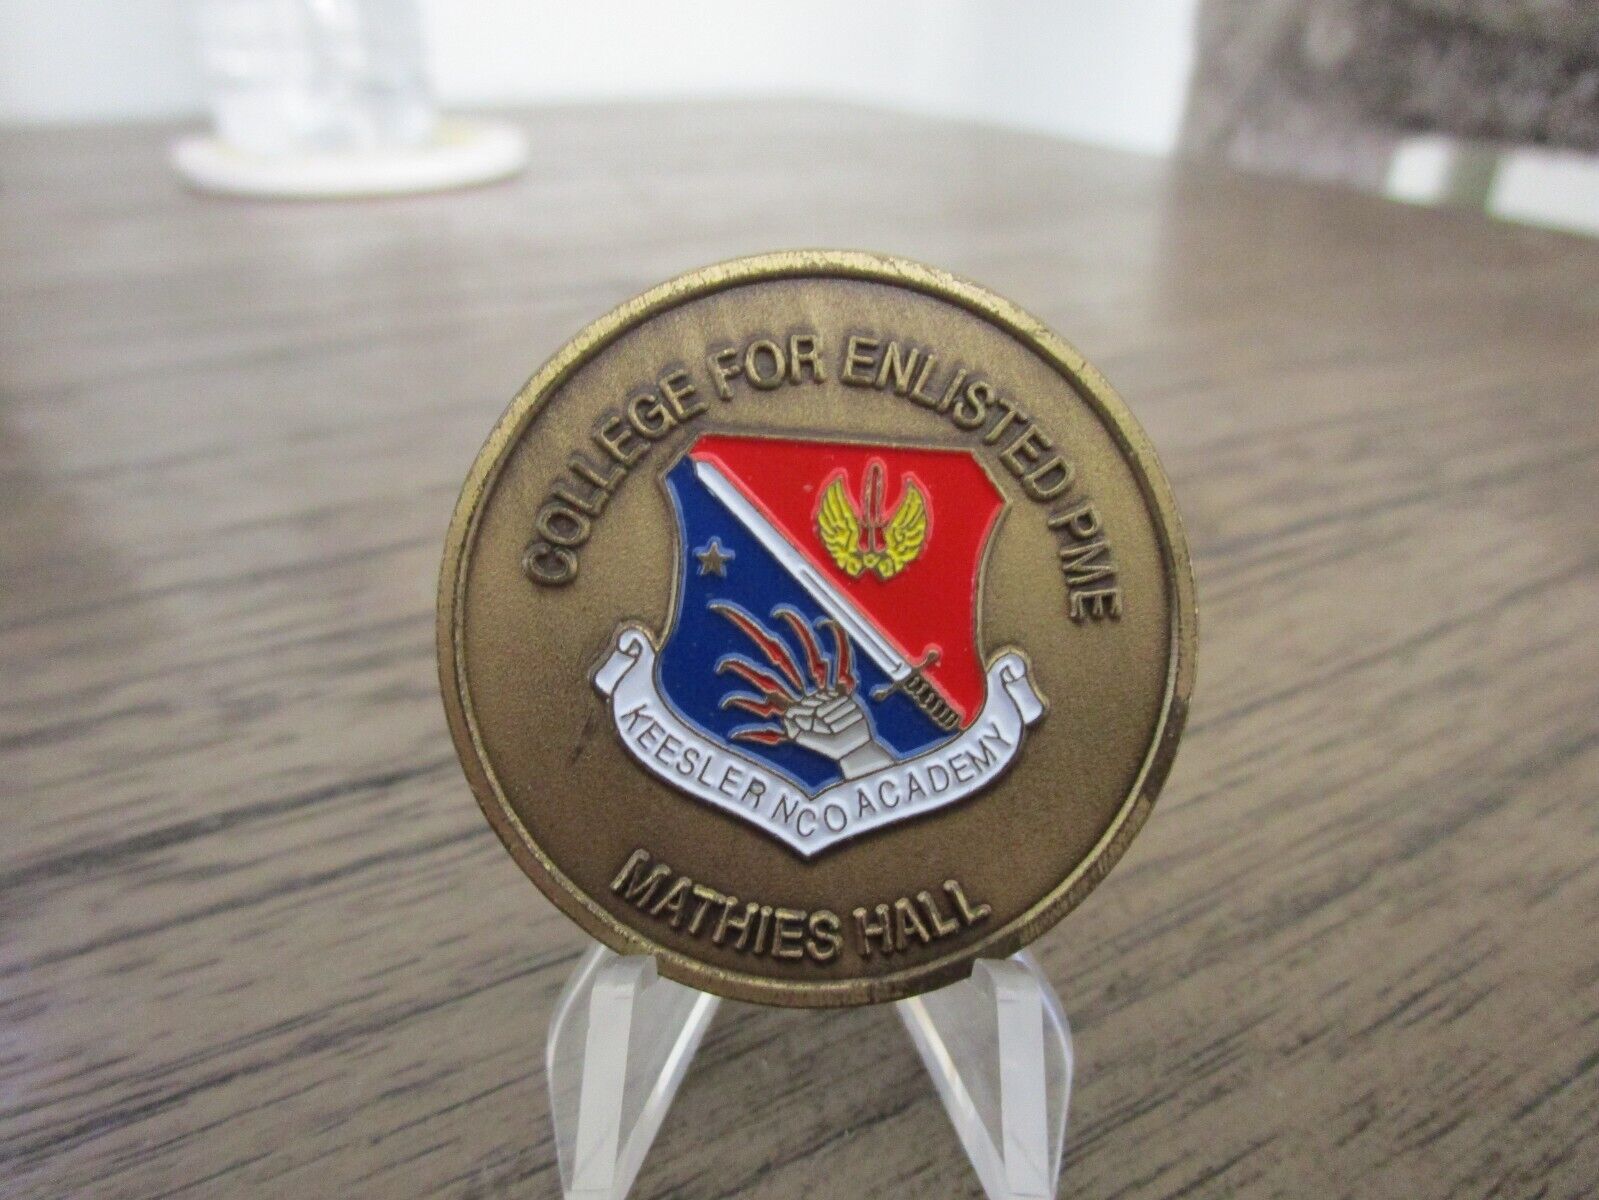 COLLEGE FOR ENLISTED PME
KEESLER NCO ACADEMY
MATHIES HALL